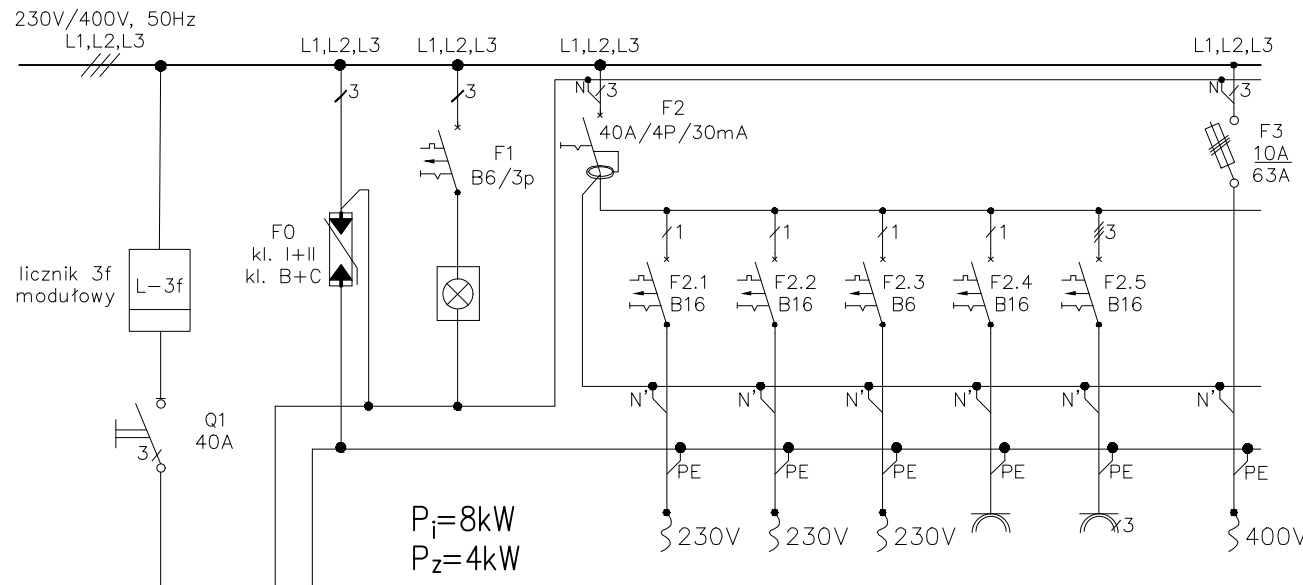 230V/400V, 50Hz
L1,L2,L3
L1,L2,L3
L1,L2,L3
L1,L2,L3
L1,L2,L3
3
3
N
3
N
3
F2
40A/4P/30mA
F1
B6/3p
F3
10A
63A
F0
kl. I+II
kl. B+C
licznik 3f
modułowy
L-3f
1
1
1
1
3
F2.1
B16
F2.2
B16
F2.3
B6
F2.4
B16
F2.5
B16
Q1
40A
3
N'
N'
N'
N'
N'
N'
PE
PE
PE
PE
PE
PE
Pi=8kW
Pz=4kW
230V
230V
230V
3
400V